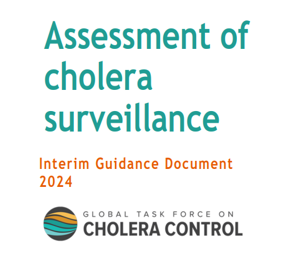 Assessment of
cholera
surveillance
Interim Guidance Document
2024
GLOBAL TASK FORCE ON
CHOLERA CONTROL